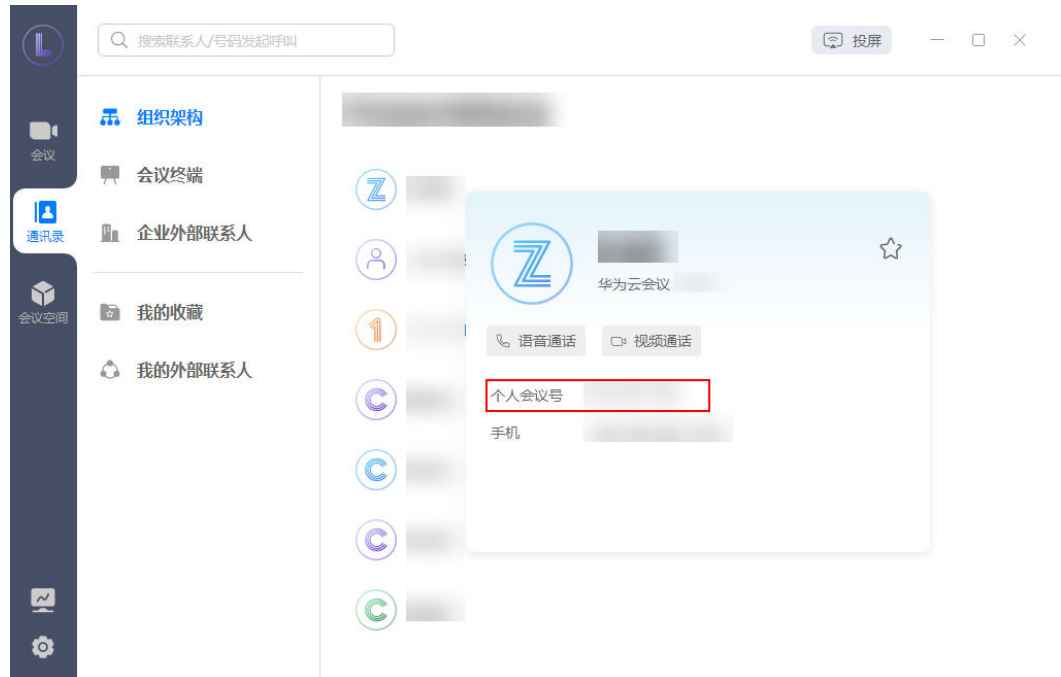 L
搜索联系人/号码发起呼叫
投屏
会议
通讯录
会议空间
组织架构
会议终端
企业外部联系人
我的收藏
我的外部联系人
Z
1
C
C
C
C
Z
华为云会议
语音通话
视频通话
个人会议号
手机